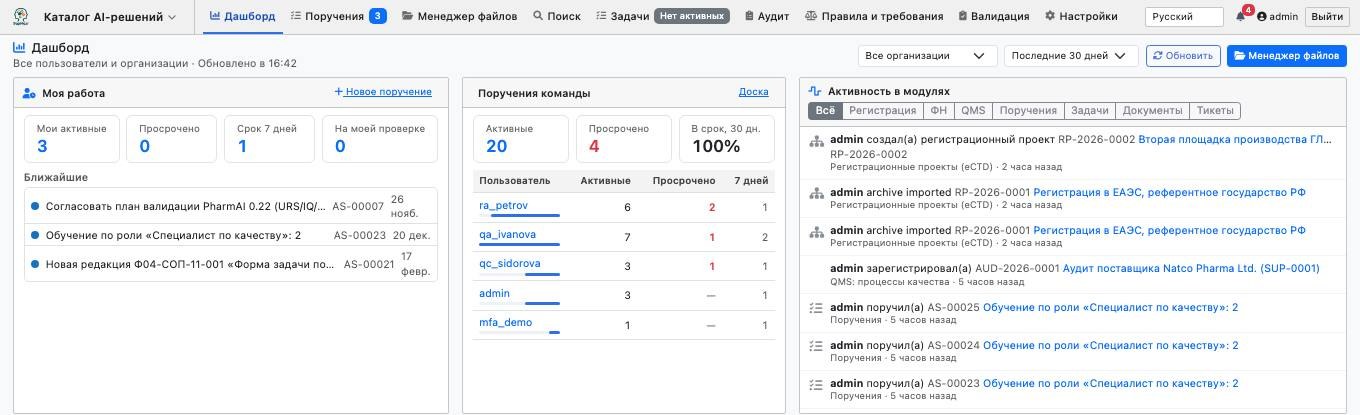 Каталог AI-решений
Дашборд
Поручения 3
Менеджер файлов
Поиск
Задачи Нет активных
Аудит
Правила и требования
Валидация
Настройки
Русский
4
admin
Выйти
Дашборд
Все пользователи и организации · Обновлено в 16:42
Все организации
Последние 30 дней
Обновить
Менеджер файлов
Моя работа
+ Новое поручение
Мои активные
3
Просрочено
0
Срок 7 дней
1
На моей проверке
0
Ближайшие
Согласовать план валидации PharmAI 0.22 (URS/IQ/... AS-00007 26 нояб.
Обучение по роли «Специалист по качеству»: 2 AS-00023 20 дек.
Новая редакция Ф04-СОП-11-001 «Форма задачи по... AS-00021 17 февр.
Поручения команды
Доска
Активные
20
Просрочено
4
В срок, 30 дн.
100%
Пользователь Активные Просрочено 7 дней
ra_petrov 6 2 1
qa_ivanova 7 1 2
qc_sidorova 3 1 1
admin 3 — 1
mfa_demo 1 — 1
Активность в модулях
Всё Регистрация ФН QMS Поручения Задачи Документы Тикеты
admin создал(а) регистрационный проект RP-2026-0002 Вторая площадка производства ГЛ...
RP-2026-0002
Регистрационные проекты (eCTD) · 2 часа назад
admin archive imported RP-2026-0001 Регистрация в ЕАЭС, референтное государство РФ
Регистрационные проекты (eCTD) · 2 часа назад
admin archive imported RP-2026-0001 Регистрация в ЕАЭС, референтное государство РФ
Регистрационные проекты (eCTD) · 2 часа назад
admin зарегистрировал(а) AUD-2026-0001 Аудит поставщика Natco Pharma Ltd. (SUP-0001)
QMS: процессы качества · 5 часов назад
admin поручил(а) AS-00025 Обучение по роли «Специалист по качеству»: 2
Поручения · 5 часов назад
admin поручил(а) AS-00024 Обучение по роли «Специалист по качеству»: 2
Поручения · 5 часов назад
admin поручил(а) AS-00023 Обучение по роли «Специалист по качеству»: 2
Поручения · 5 часов назад